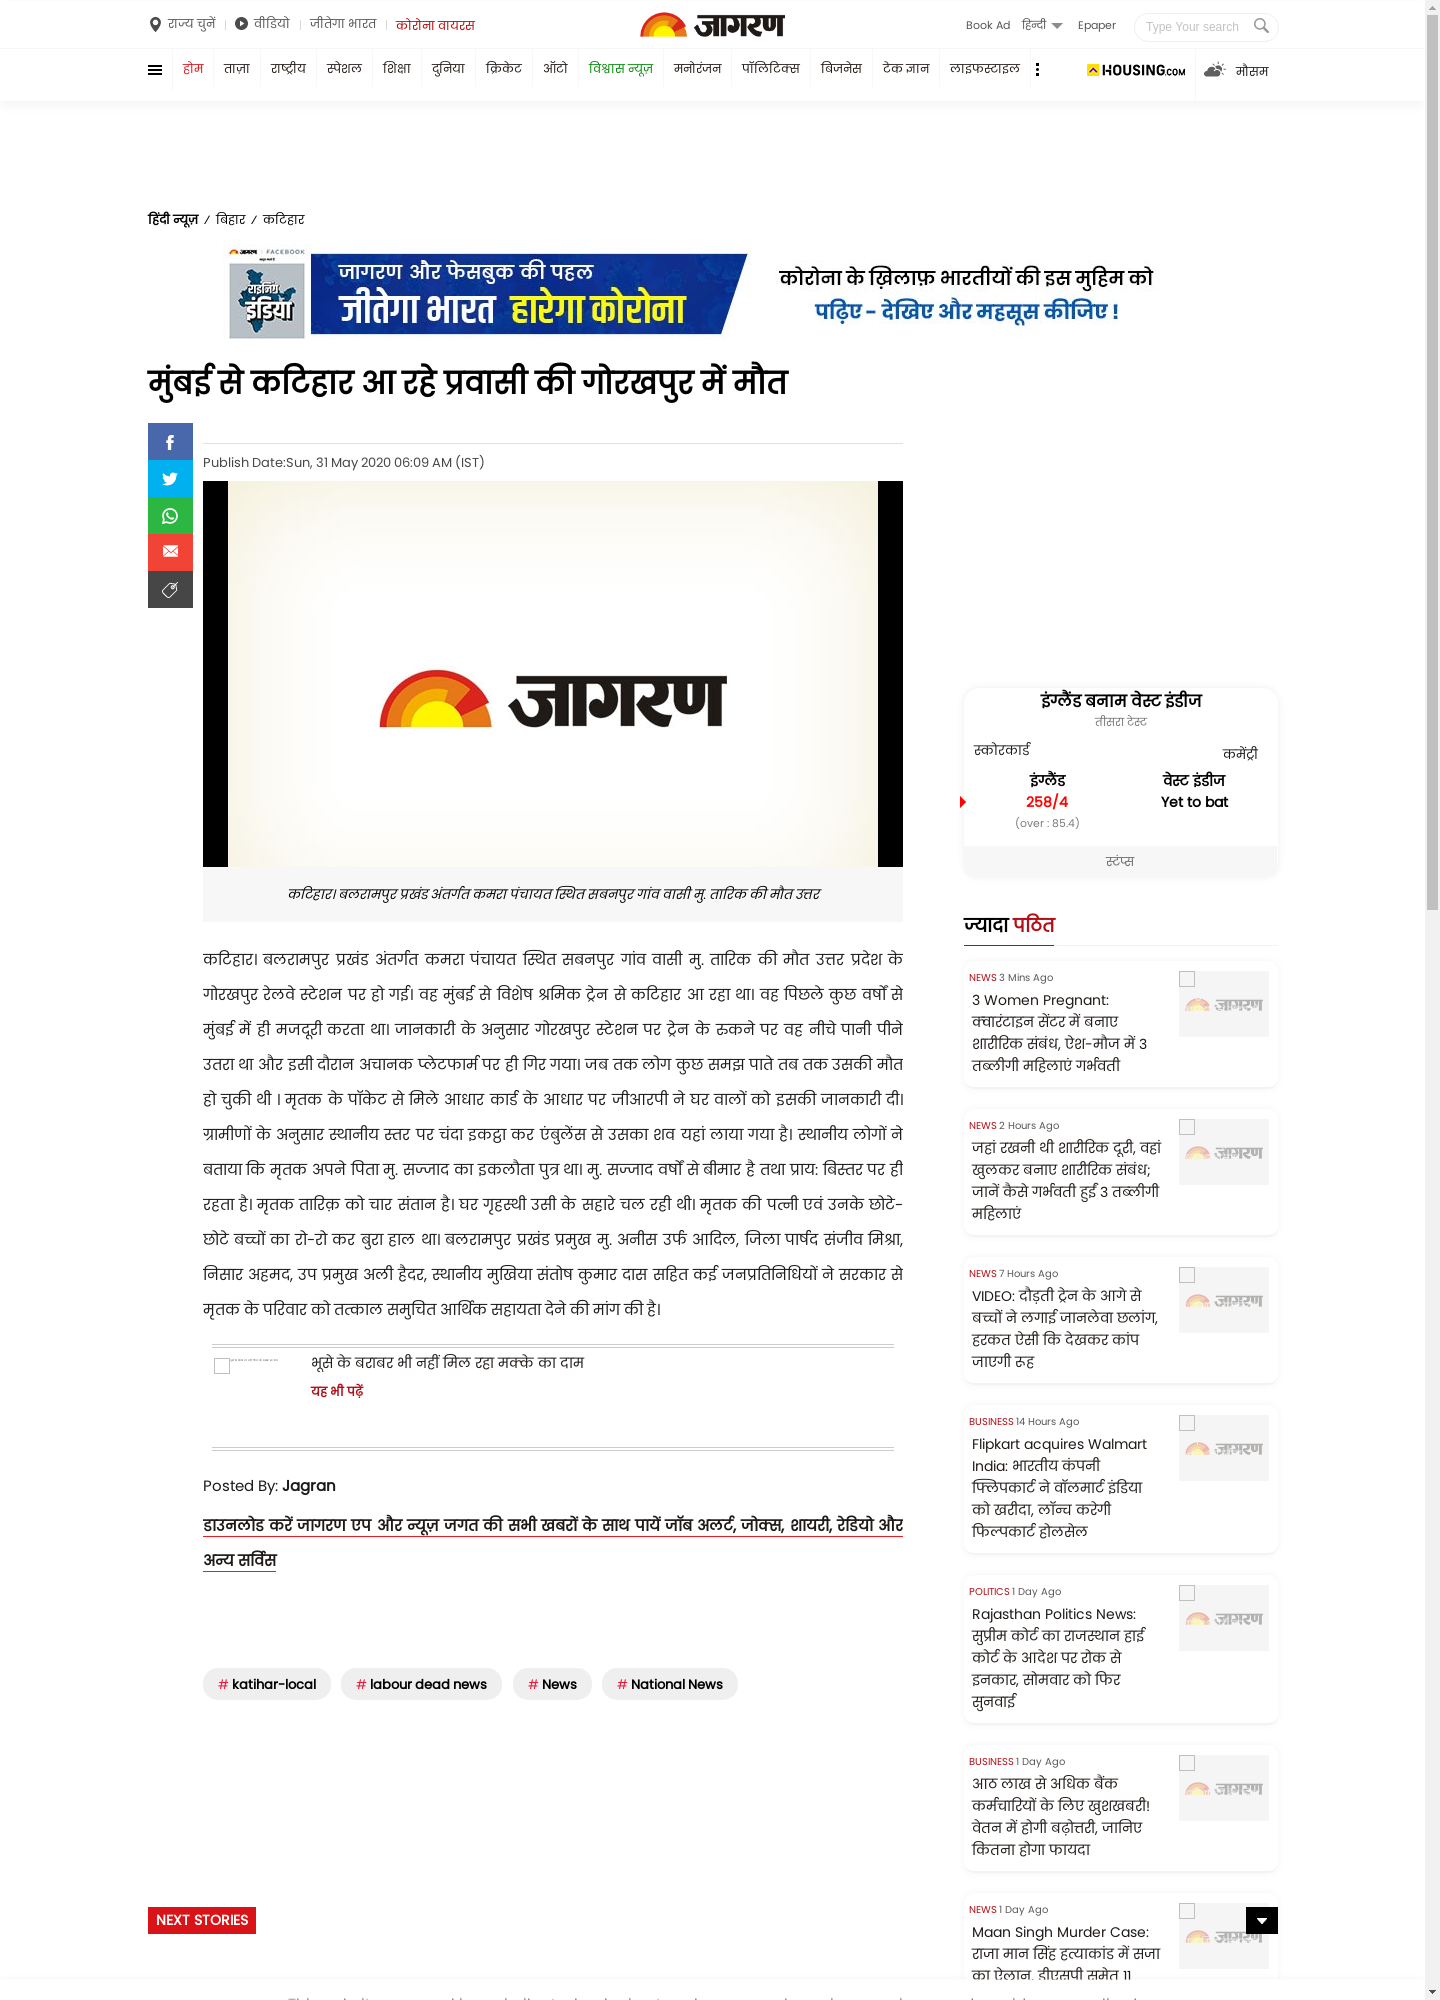 राज्य चुनें
वीडियो
जीतेगा भारत
कोरोना वायरस
जागरण
Book Ad
हिन्दी
Epaper
Type Your search
होम
ताज़ा
राष्ट्रीय
स्पेशल
शिक्षा
दुनिया
क्रिकेट
ऑटो
विश्वास न्यूज़
मनोरंजन
पॉलिटिक्स
बिजनेस
टेक ज्ञान
लाइफस्टाइल
HOUSING.COM
मौसम
हिंदी न्यूज़ / बिहार / कटिहार
जागरण FACEBOOK
राइजिंग
इंडिया
जागरण और फेसबुक की पहल
जीतेगा भारत हारेगा कोरोना
कोरोना के ख़िलाफ़ भारतीयों की इस मुहिम को
पढ़िए - देखिए और महसूस कीजिए !
मुंबई से कटिहार आ रहे प्रवासी की गोरखपुर में मौत
Publish Date:Sun, 31 May 2020 06:09 AM (IST)
जागरण
कटिहार। बलरामपुर प्रखंड अंतर्गत कमरा पंचायत स्थित सबनपुर गांव वासी मु. तारिक की मौत उत्तर
कटिहार। बलरामपुर प्रखंड अंतर्गत कमरा पंचायत स्थित सबनपुर गांव वासी मु. तारिक की मौत उत्तर प्रदेश के
गोरखपुर रेलवे स्टेशन पर हो गई। वह मुंबई से विशेष श्रमिक ट्रेन से कटिहार आ रहा था। वह पिछले कुछ वर्षों से
मुंबई में ही मजदूरी करता था। जानकारी के अनुसार गोरखपुर स्टेशन पर ट्रेन के रुकने पर वह नीचे पानी पीने
उतरा था और इसी दौरान अचानक प्लेटफार्म पर ही गिर गया। जब तक लोग कुछ समझ पाते तब तक उसकी मौत
हो चुकी थी । मृतक के पॉकेट से मिले आधार कार्ड के आधार पर जीआरपी ने घर वालों को इसकी जानकारी दी।
ग्रामीणों के अनुसार स्थानीय स्तर पर चंदा इकट्ठा कर एंबुलेंस से उसका शव यहां लाया गया है। स्थानीय लोगों ने
बताया कि मृतक अपने पिता मु. सज्जाद का इकलौता पुत्र था। मु. सज्जाद वर्षों से बीमार है तथा प्राय: बिस्तर पर ही
रहता है। मृतक तारिक़ को चार संतान है। घर गृहस्थी उसी के सहारे चल रही थी। मृतक की पत्नी एवं उनके छोटे-
छोटे बच्चों का रो-रो कर बुरा हाल था। बलरामपुर प्रखंड प्रमुख मु. अनीस उर्फ आदिल, जिला पार्षद संजीव मिश्रा,
निसार अहमद, उप प्रमुख अली हैदर, स्थानीय मुखिया संतोष कुमार दास सहित कई जनप्रतिनिधियों ने सरकार से
मृतक के परिवार को तत्काल समुचित आर्थिक सहायता देने की मांग की है।
भूसे के बराबर भी नहीं मिल रहा मक्के का दाम
यह भी पढ़ें
Posted By: Jagran
डाउनलोड करें जागरण एप और न्यूज़ जगत की सभी खबरों के साथ पायें जॉब अलर्ट, जोक्स, शायरी, रेडियो और
अन्य सर्विस
# katihar-local
# labour dead news
# News
# National News
NEXT STORIES
इंग्लैंड बनाम वेस्ट इंडीज
तीसरा टेस्ट
स्कोरकार्ड
कमेंट्री
इंग्लैंड
वेस्ट इंडीज
258/4
Yet to bat
(over : 85.4)
स्टंप्स
ज्यादा पठित
NEWS 3 Mins Ago
3 Women Pregnant:
क्वारंटाइन सेंटर में बनाए
शारीरिक संबंध, ऐश-मौज में 3
तब्लीगी महिलाएं गर्भवती
जागरण
NEWS 2 Hours Ago
जहां रखनी थी शारीरिक दूरी, वहां
खुलकर बनाए शारीरिक संबंध;
जानें कैसे गर्भवती हुईं 3 तब्लीगी
महिलाएं
जागरण
NEWS 7 Hours Ago
VIDEO: दौड़ती ट्रेन के आगे से
बच्चों ने लगाई जानलेवा छलांग,
हरकत ऐसी कि देखकर कांप
जाएगी रूह
जागरण
BUSINESS 14 Hours Ago
Flipkart acquires Walmart
India: भारतीय कंपनी
फ्लिपकार्ट ने वॉलमार्ट इंडिया
को खरीदा, लॉन्च करेगी
फिल्पकार्ट होलसेल
जागरण
POLITICS 1 Day Ago
Rajasthan Politics News:
सुप्रीम कोर्ट का राजस्थान हाई
कोर्ट के आदेश पर रोक से
इनकार, सोमवार को फिर
सुनवाई
जागरण
BUSINESS 1 Day Ago
आठ लाख से अधिक बैंक
कर्मचारियों के लिए खुशखबरी!
वेतन में होगी बढ़ोत्तरी, जानिए
कितना होगा फायदा
जागरण
NEWS 1 Day Ago
Maan Singh Murder Case:
राजा मान सिंह हत्याकांड में सजा
का ऐलान, डीएसपी समेत 11
जागरण